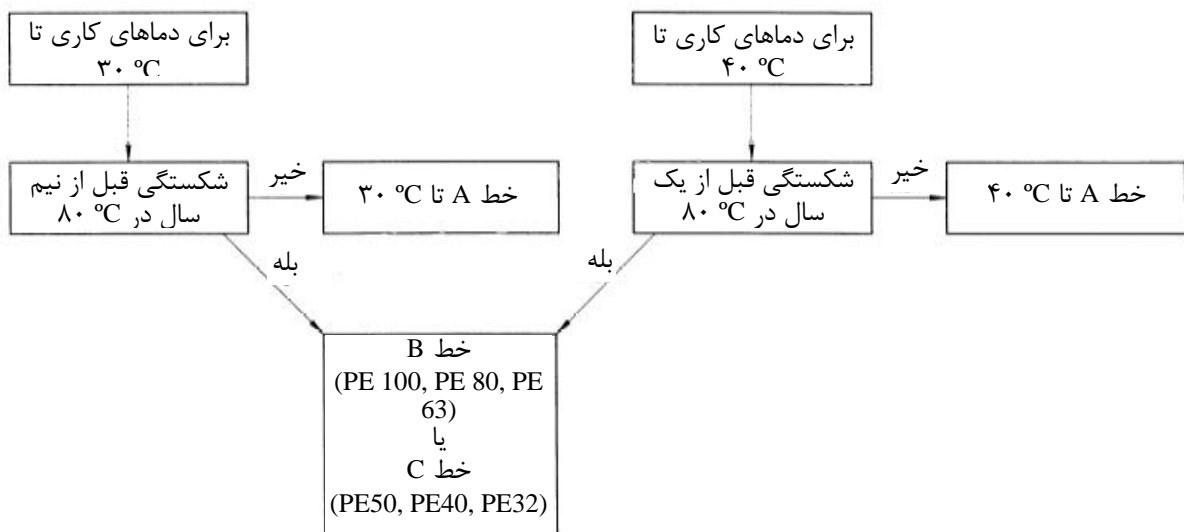 برای دماهای کاری تا
۳۰ ºC
برای دماهای کاری تا
۴۰ ºC
شکستگی قبل از نیم
سال در ۸۰ ºC
خیر
خط A تا ۳۰ ºC
شکستگی قبل از یک
سال در ۸۰ ºC
خیر
خط A تا ۴۰ ºC
بله
بله
خط B
(PE 100, PE 80, PE
63)
یا
خط C
(PE50, PE40, PE32)